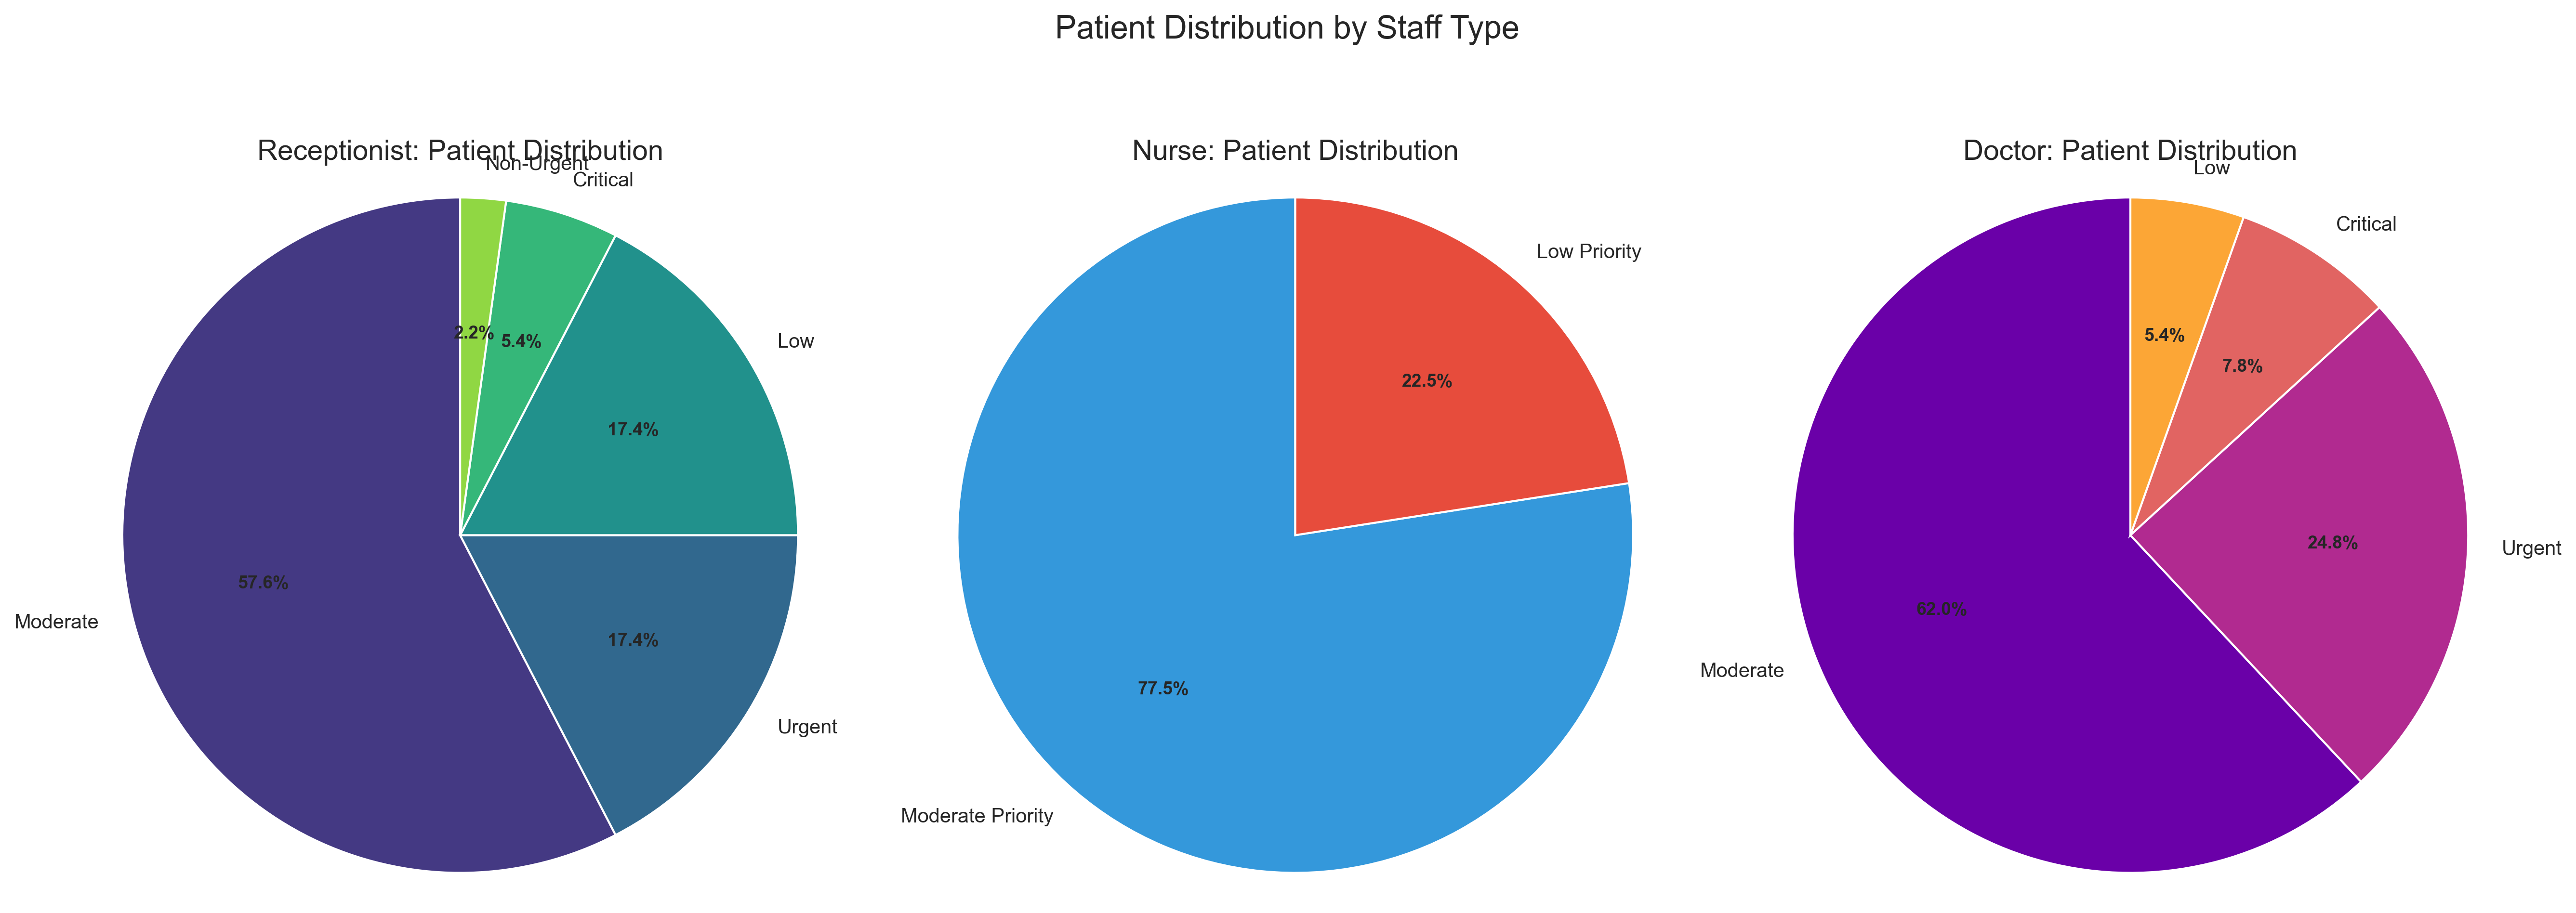 Patient Distribution by Staff Type
Receptionist: Patient Distribution
Non-Urgent
Critical
Low
Urgent
Moderate
2.2%
5.4%
17.4%
17.4%
57.6%
Nurse: Patient Distribution
Low Priority
Moderate Priority
22.5%
77.5%
Doctor: Patient Distribution
Low
Critical
Urgent
Moderate
5.4%
7.8%
24.8%
62.0%